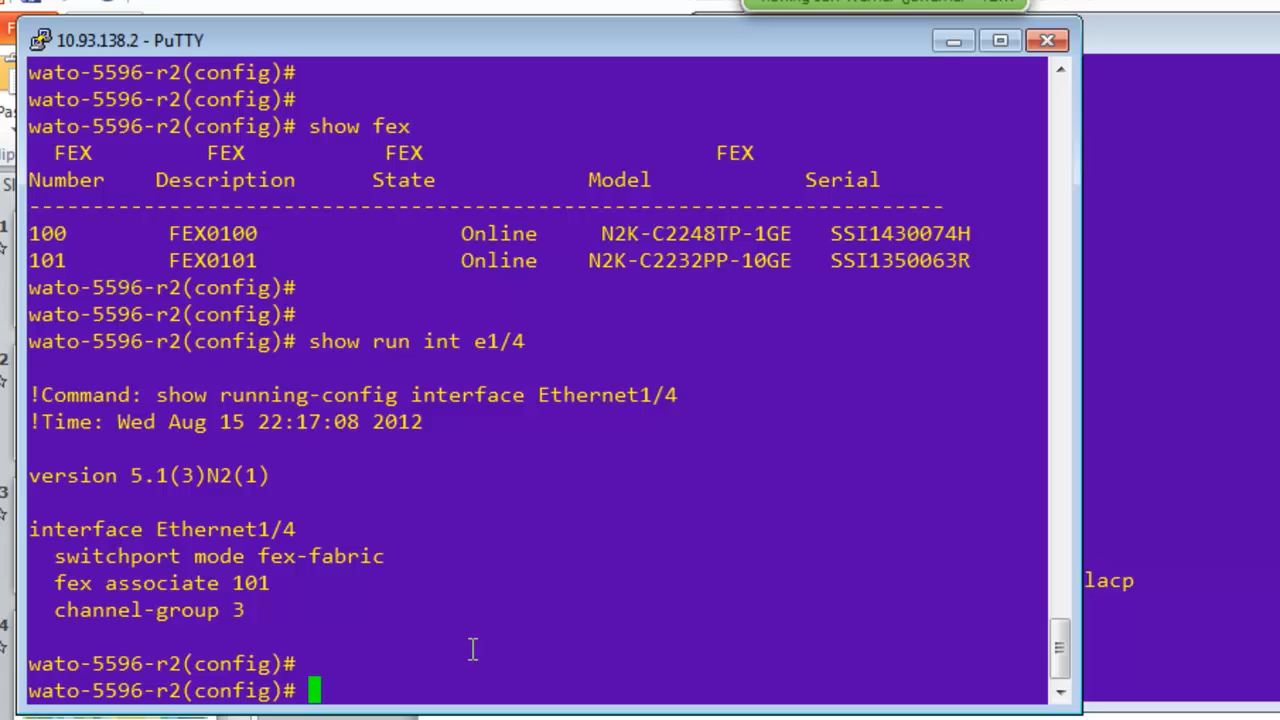 10.93.138.2 - PuTTY
wato-5596-r2(config)#
wato-5596-r2(config)#
wato-5596-r2(config)# show fex
FEX FEX FEX FEX
Number Description State Model Serial
------------------------------------------------------------------------
100 FEX0100 Online N2K-C2248TP-1GE SSI1430074H
101 FEX0101 Online N2K-C2232PP-10GE SSI1350063R
wato-5596-r2(config)#
wato-5596-r2(config)#
wato-5596-r2(config)# show run int e1/4
!Command: show running-config interface Ethernet1/4
!Time: Wed Aug 15 22:17:08 2012
version 5.1(3)N2(1)
interface Ethernet1/4
switchport mode fex-fabric
fex associate 101
lacp
channel-group 3
wato-5596-r2(config)#
wato-5596-r2(config)#
1
2
3
4